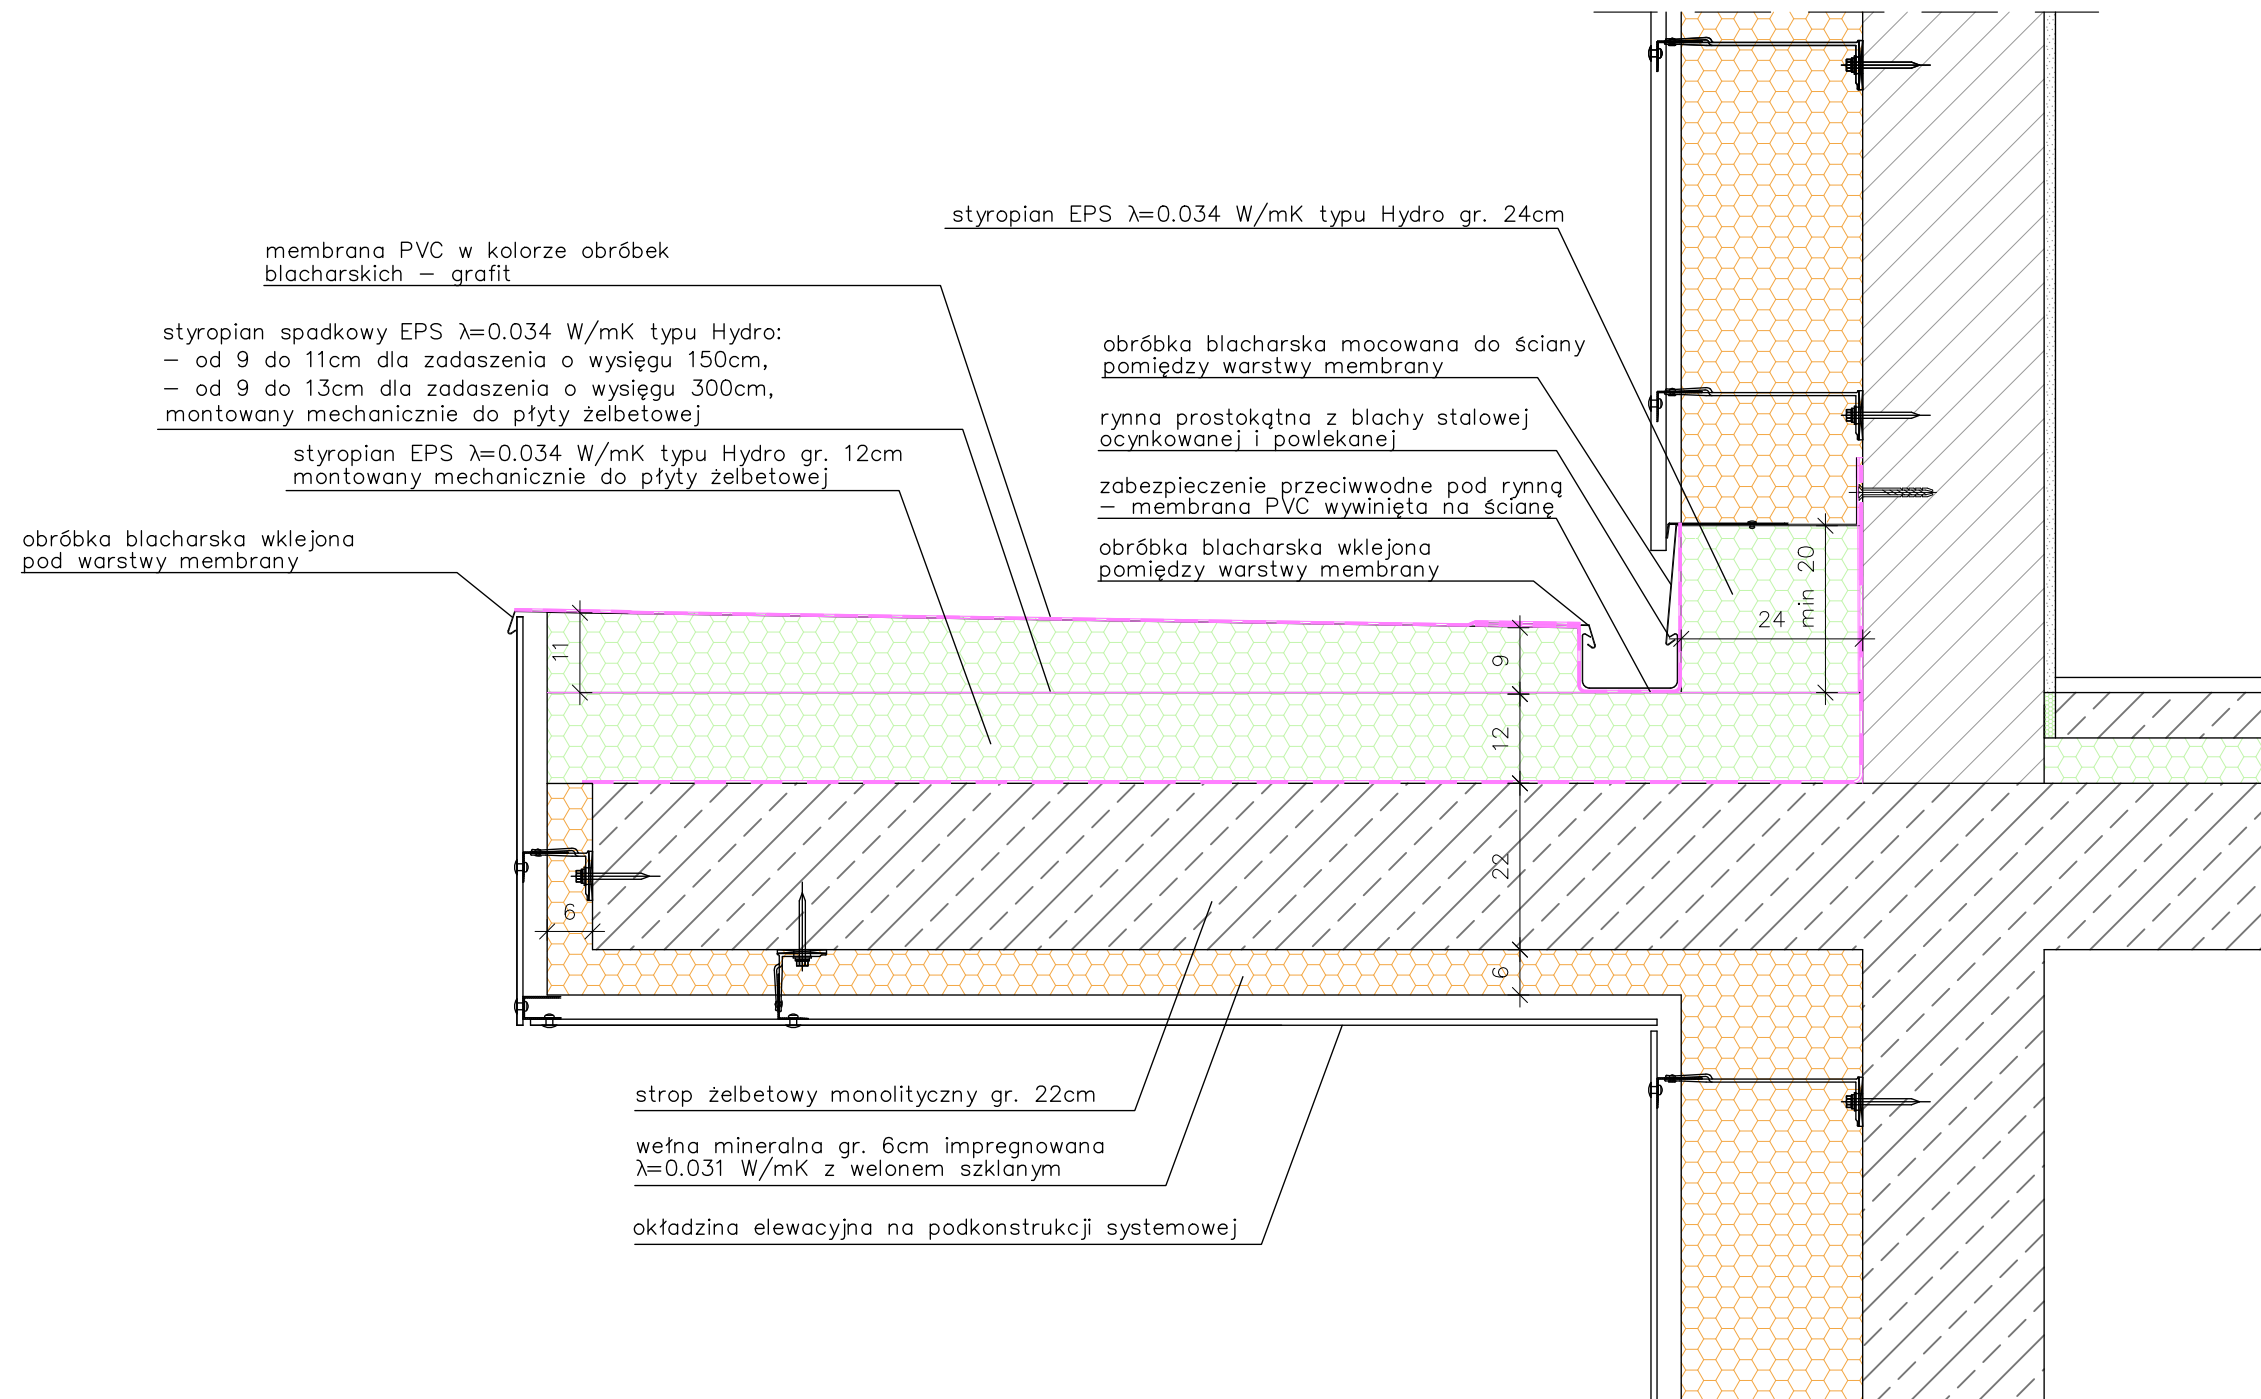 styropian EPS λ=0.034 W/mK typu Hydro gr. 24cm
membrana PVC w kolorze obróbek
blacharskich – grafit
styropian spadkowy EPS λ=0.034 W/mK typu Hydro:
– od 9 do 11cm dla zadaszenia o wysięgu 150cm,
– od 9 do 13cm dla zadaszenia o wysięgu 300cm,
montowany mechanicznie do płyty żelbetowej
styropian EPS λ=0.034 W/mK typu Hydro gr. 12cm
montowany mechanicznie do płyty żelbetowej
obróbka blacharska wklejona
pod warstwy membrany
obróbka blacharska mocowana do ściany
pomiędzy warstwy membrany
rynna prostokątna z blachy stalowej
ocynkowanej i powlekanej
zabezpieczenie przeciwwodne pod rynną
– membrana PVC wywinięta na ścianę
obróbka blacharska wklejona
pomiędzy warstwy membrany
11
9
12
22
6
6
24
min 20
strop żelbetowy monolityczny gr. 22cm
wełna mineralna gr. 6cm impregnowana
λ=0.031 W/mK z welonem szklanym
okładzina elewacyjna na podkonstrukcji systemowej